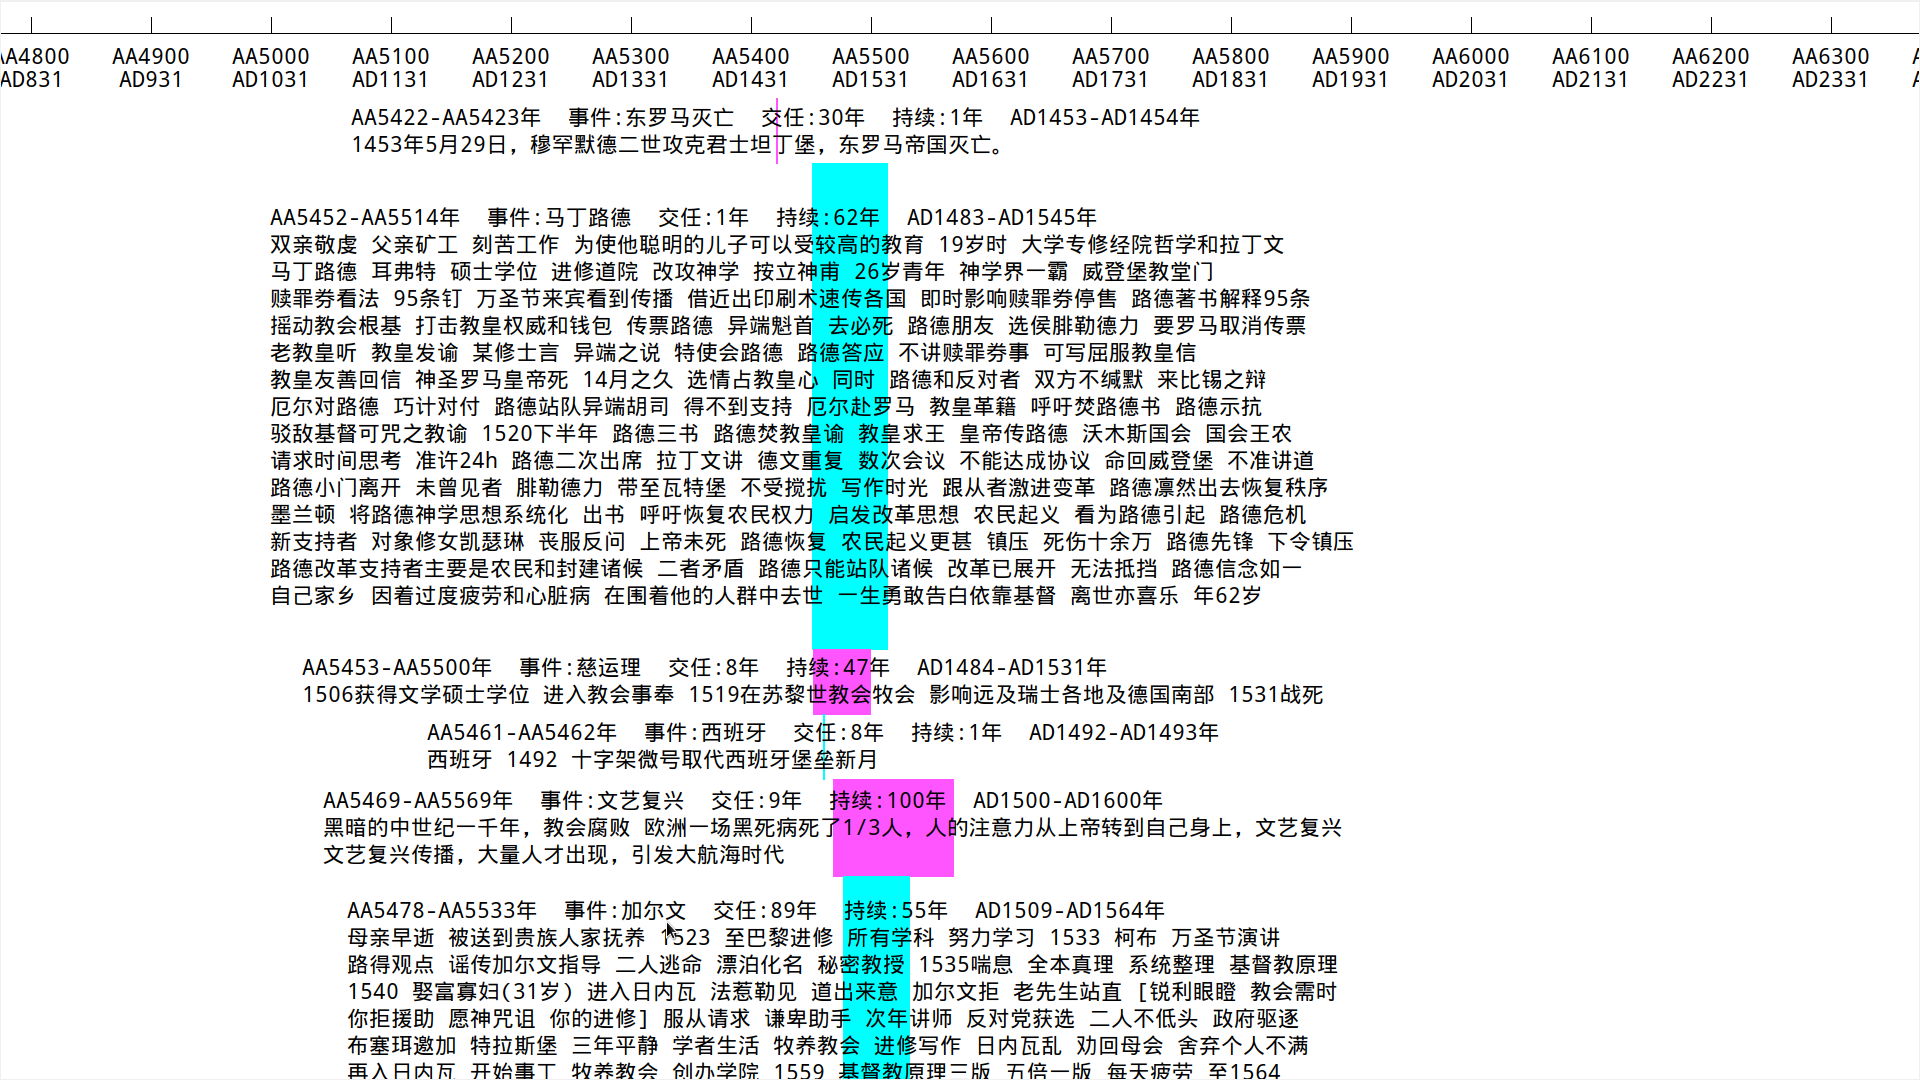 AA4800 AA4900 AA5000 AA5100 AA5200 AA5300 AA5400 AA5500 AA5600 AA5700 AA5800 AA5900 AA6000 AA6100 AA6200 AA6300
AD831 AD931 AD1031 AD1131 AD1231 AD1331 AD1431 AD1531 AD1631 AD1731 AD1831 AD1931 AD2031 AD2131 AD2231 AD2331
AA5422-AA5423年 事件:东罗马灭亡 交任:30年 持续:1年 AD1453-AD1454年
1453年5月29日，穆罕默德二世攻克君士坦丁堡，东罗马帝国灭亡。
AA5452-AA5514年 事件:马丁路德 交任:1年 持续:62年 AD1483-AD1545年
双亲敬虔 父亲矿工 刻苦工作 为使他聪明的儿子可以受较高的教育 19岁时 大学专修经院哲学和拉丁文
马丁路德 耳弗特 硕士学位 进修道院 改攻神学 按立神甫 26岁青年 神学界一霸 威登堡教堂门
赎罪券看法 95条钉 万圣节来宾看到传播 借近出印刷术速传各国 即时影响赎罪券停售 路德著书解释95条
摇动教会根基 打击教皇权威和钱包 传票路德 异端魁首 去必死 路德朋友 选侯腓勒德力 要罗马取消传票
老教皇听 教皇发谕 某修士言 异端之说 特使会路德 路德答应 不讲赎罪券事 可写屈服教皇信
教皇友善回信 神圣罗马皇帝死 14月之久 选情占教皇心 同时 路德和反对者 双方不缄默 来比锡之辩
厄尔对路德 巧计对付 路德站队异端胡司 得不到支持 厄尔赴罗马 教皇革籍 呼吁焚路德书 路德示抗
驳敌基督可咒之教谕 1520下半年 路德三书 路德焚教皇谕 教皇求王 皇帝传路德 沃木斯国会 国会王农
请求时间思考 准许24h 路德二次出席 拉丁文讲 德文重复 数次会议 不能达成协议 命回威登堡 不准讲道
路德小门离开 未曾见者 腓勒德力 带至瓦特堡 不受搅扰 写作时光 跟从者激进变革 路德凛然出去恢复秩序
墨兰顿 将路德神学思想系统化 出书 呼吁恢复农民权力 启发改革思想 农民起义 看为路德引起 路德危机
新支持者 对象修女凯瑟琳 丧服反问 上帝未死 路德恢复 农民起义更甚 镇压 死伤十余万 路德先锋 下令镇压
路德改革支持者主要是农民和封建诸候 二者矛盾 路德只能站队诸候 改革已展开 无法抵挡 路德信念如一
自己家乡 因着过度疲劳和心脏病 在围着他的人群中去世 一生勇敢告白依靠基督 离世亦喜乐 年62岁
AA5453-AA5500年 事件:慈运理 交任:8年 持续:47年 AD1484-AD1531年
1506获得文学硕士学位 进入教会事奉 1519在苏黎世教会牧会 影响远及瑞士各地及德国南部 1531战死
AA5461-AA5462年 事件:西班牙 交任:8年 持续:1年 AD1492-AD1493年
西班牙 1492 十字架微号取代西班牙堡垒新月
AA5469-AA5569年 事件:文艺复兴 交任:9年 持续:100年 AD1500-AD1600年
黑暗的中世纪一千年，教会腐败 欧洲一场黑死病死了1/3人，人的注意力从上帝转到自己身上，文艺复兴
文艺复兴传播，大量人才出现，引发大航海时代
AA5478-AA5533年 事件:加尔文 交任:89年 持续:55年 AD1509-AD1564年
母亲早逝 被送到贵族人家抚养 1523 至巴黎进修 所有学科 努力学习 1533 柯布 万圣节演讲
路得观点 谣传加尔文指导 二人逃命 漂泊化名 秘密教授 1535喘息 全本真理 系统整理 基督教原理
1540 娶富寡妇(31岁) 进入日内瓦 法惹勒见 道出来意 加尔文拒 老先生站直 [锐利眼瞪 教会需时
你拒援助 愿神咒诅 你的进修] 服从请求 谦卑助手 次年讲师 反对党获选 二人不低头 政府驱逐
布塞珥邀加 特拉斯堡 三年平静 学者生活 牧养教会 进修写作 日内瓦乱 劝回母会 舍弃个人不满
再入日内瓦 开始事工 牧养教会 创办学院 1559 基督教原理三版 五倍一版 每天疲劳 至1564